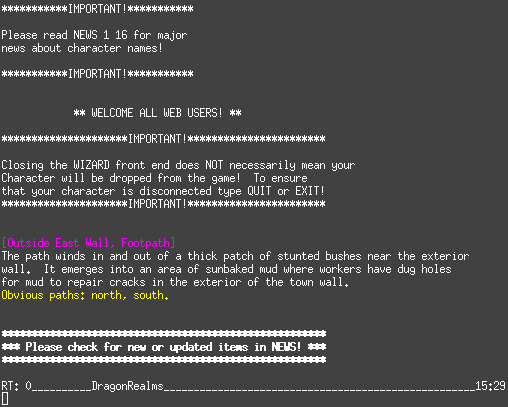 ***********IMPORTANT!***********
Please read NEWS 1 16 for major
news about character names!
***********IMPORTANT!***********
** WELCOME ALL WEB USERS! **
*********************IMPORTANT!***********************
Closing the WIZARD front end does NOT necessarily mean your
Character will be dropped from the game!  To ensure
that your character is disconnected type QUIT or EXIT!
*********************IMPORTANT!***********************
[Outside East Wall, Footpath]
The path winds in and out of a thick patch of stunted bushes near the exterior
wall.  It emerges into an area of sunbaked mud where workers have dug holes
for mud to repair cracks in the exterior of the town wall.
Obvious paths: north, south.
******************************************************
*** Please check for new or updated items in NEWS! ***
******************************************************
RT: 0__________DragonRealms____________________________________________________15:29